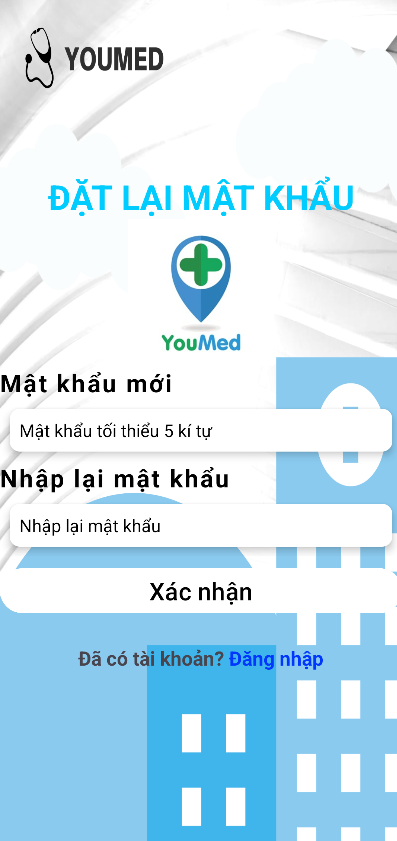 YOUMED
ĐẶT LẠI MẬT KHẨU
YouMed
Mật khẩu mới
Mật khẩu tối thiểu 5 kí tự
Nhập lại mật khẩu
Nhập lại mật khẩu
Xác nhận
Đã có tài khoản? Đăng nhập